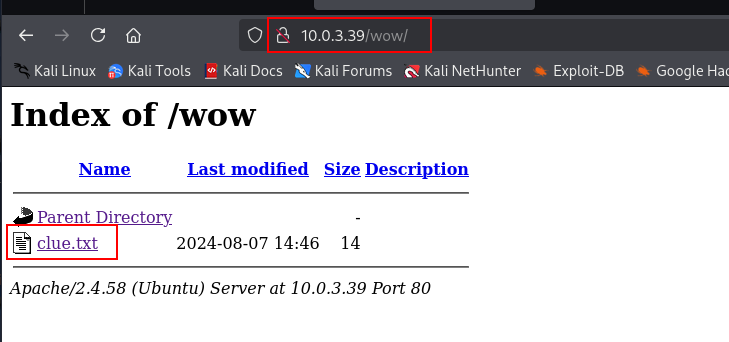 10.0.3.39/wow/
Kali Linux Kali Tools Kali Docs Kali Forums Kali NetHunter Exploit-DB Google Hac
Index of /wow
Name Last modified Size Description
Parent Directory -
clue.txt 2024-08-07 14:46 14
Apache/2.4.58 (Ubuntu) Server at 10.0.3.39 Port 80